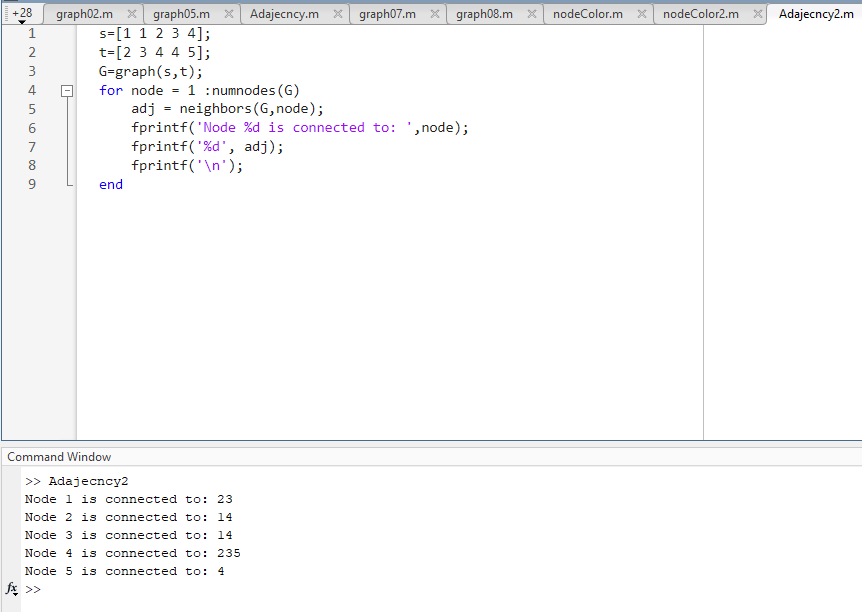 +28 graph02.m graph05.m Adajecncy.m graph07.m graph08.m nodeColor.m nodeColor2.m Adajecncy2.m
1 s=[1 1 2 3 4];
2 t=[2 3 4 4 5];
3 G=graph(s,t);
4 for node = 1 :numnodes(G)
5 adj = neighbors(G,node);
6 fprintf('Node %d is connected to: ',node);
7 fprintf('%d', adj);
8 fprintf('\n');
9 end
Command Window
>> Adajecncy2
Node 1 is connected to: 23
Node 2 is connected to: 14
Node 3 is connected to: 14
Node 4 is connected to: 235
Node 5 is connected to: 4
fx >>